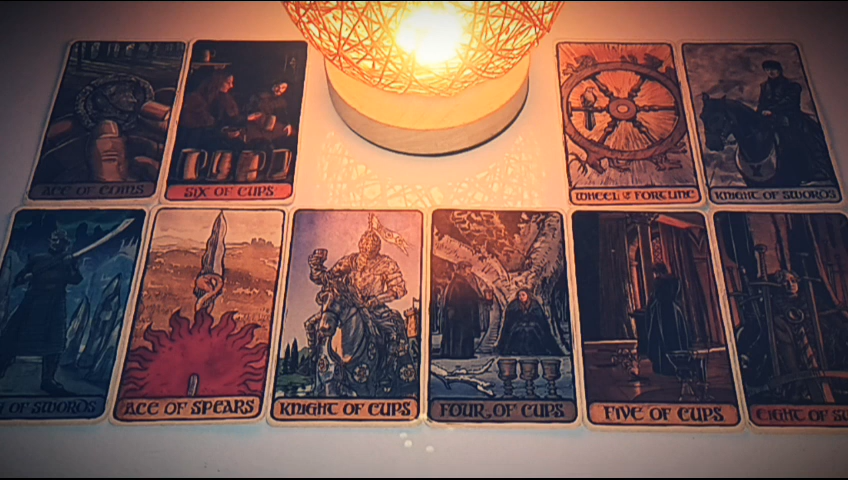 ACE OF COINS
SIX OF CUPS
WHEEL OF FORTUNE
KNIGHT OF SWORDS
OF SWORDS
ACE OF SPEARS
KNIGHT OF CUPS
FOUR OF CUPS
FIVE OF CUPS
EIGHT OF